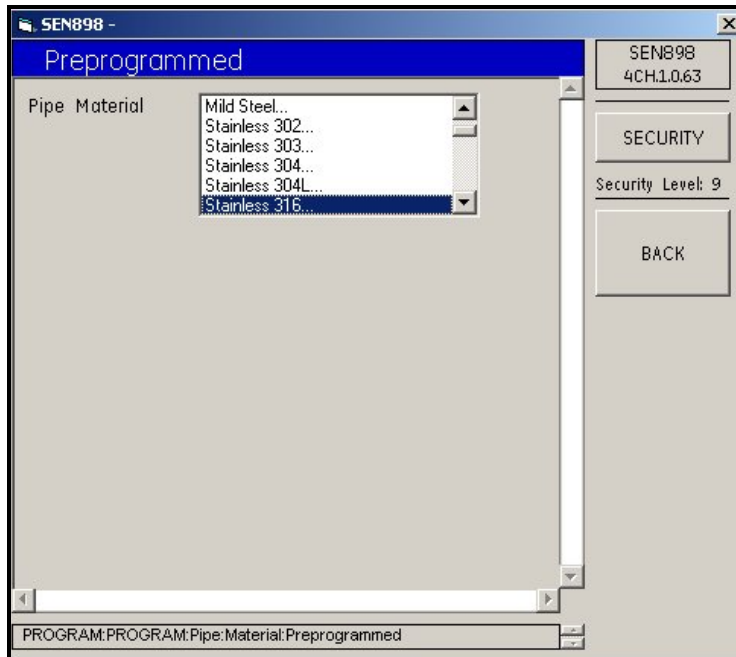 SEN898 -
Preprogrammed
SEN898
4CH.1.0.63
Pipe Material
Mild Steel...
Stainless 302...
Stainless 303...
Stainless 304...
Stainless 304L...
Stainless 316...
SECURITY
Security Level: 9
BACK
PROGRAM:PROGRAM:Pipe:Material:Preprogrammed